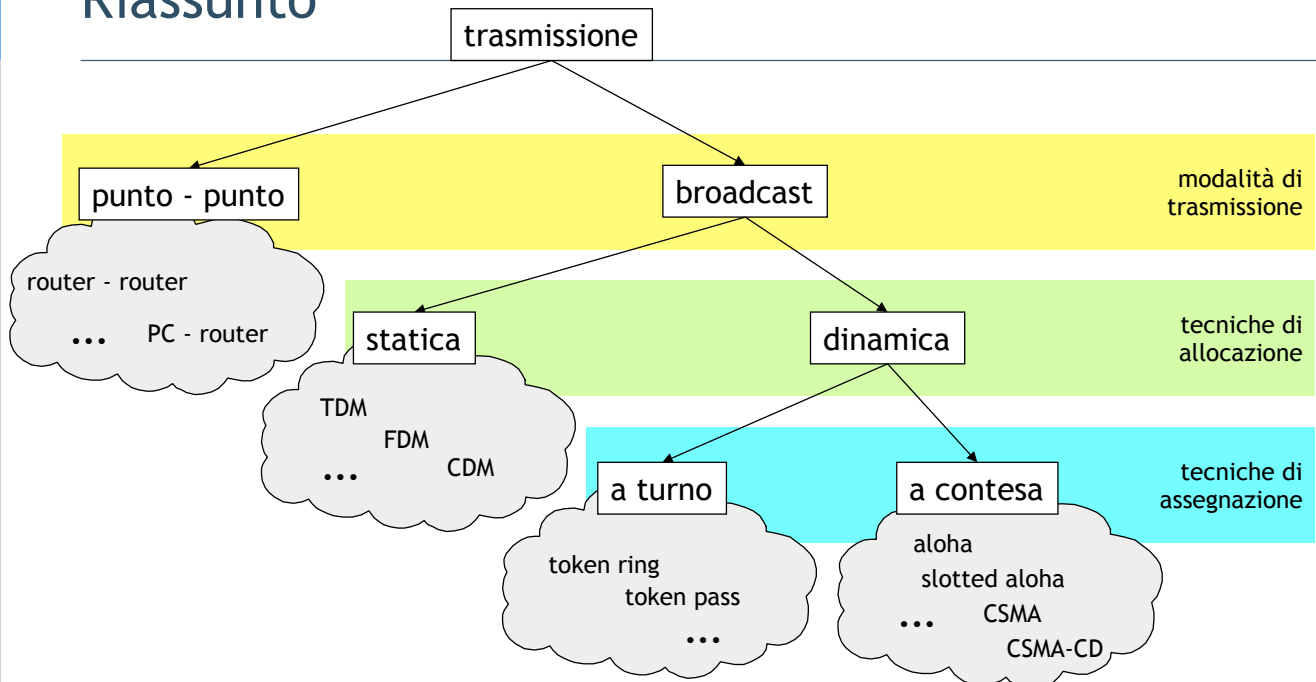 Riassunto
trasmissione
punto - punto
broadcast
modalità di
trasmissione
router - router
... PC - router
statica
dinamica
tecniche di
allocazione
TDM
FDM
... CDM
a turno
a contesa
tecniche di
assegnazione
token ring
token pass
...
aloha
slotted aloha
... CSMA
CSMA-CD